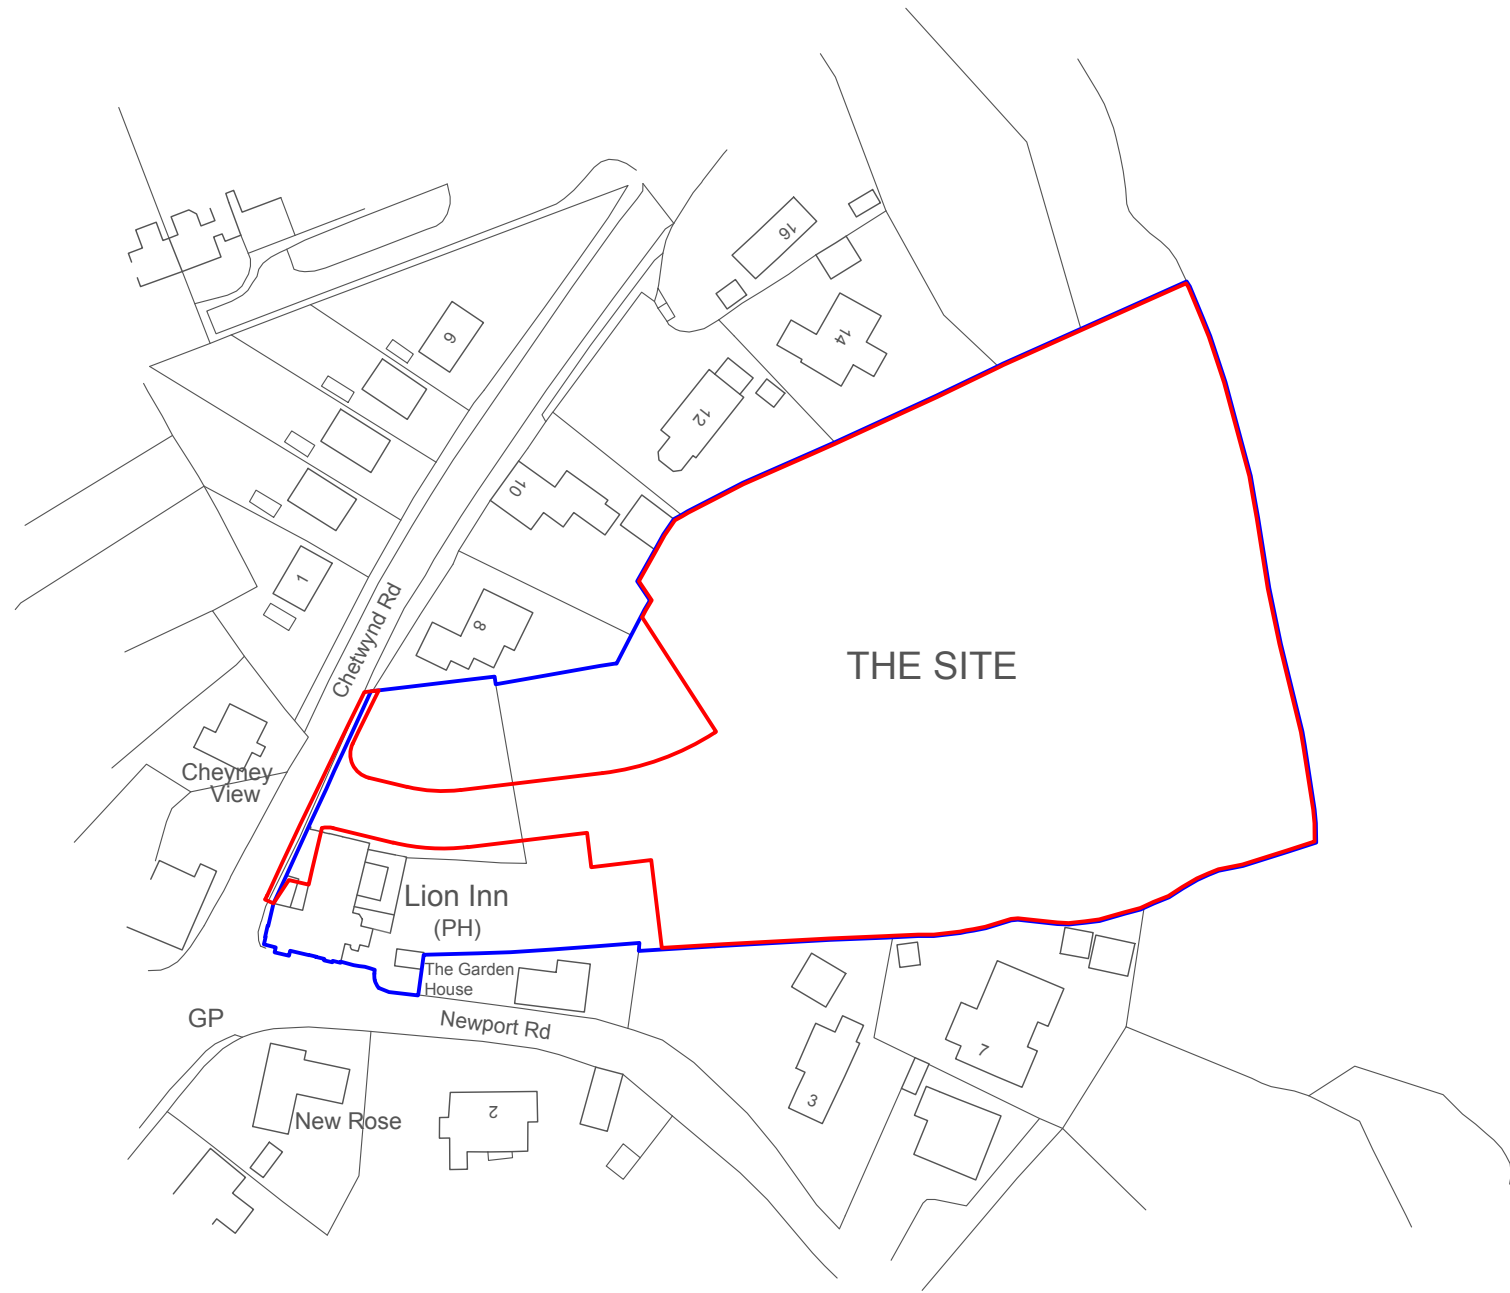 16
6
14
12
10
1
8
Chetwynd Rd
THE SITE
Cheyney
View
Lion Inn
(PH)
The Garden
House
GP
Newport Rd
7
3
2
New Rose